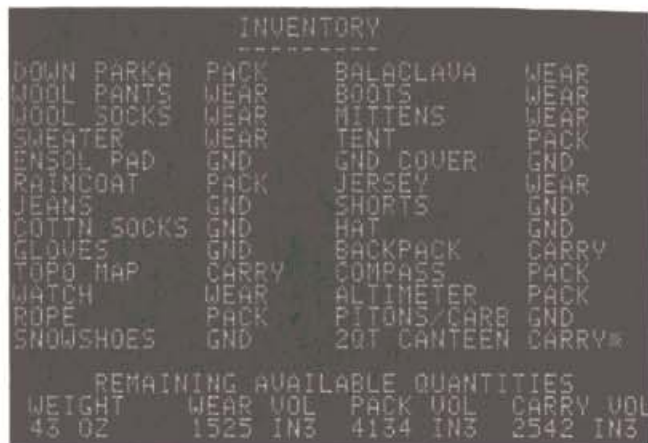 INVENTORY
---------
DOWN PARKA PACK BALACLAVA WEAR
WOOL PANTS WEAR BOOTS WEAR
WOOL SOCKS WEAR MITTENS WEAR
SWEATER WEAR TENT PACK
ENSOL PAD GND GND COVER GND
RAINCOAT PACK JERSEY WEAR
JEANS GND SHORTS GND
COTTN SOCKS GND HAT GND
GLOVES GND BACKPACK CARRY
TOPO MAP CARRY COMPASS PACK
WATCH WEAR ALTIMETER PACK
ROPE PACK PITONS/CARB GND
SNOWSHOES GND 2QT CANTEEN CARRY*
REMAINING AVAILABLE QUANTITIES
WEIGHT WEAR VOL PACK VOL CARRY VOL
43 OZ 1525 IN3 4134 IN3 2542 IN3